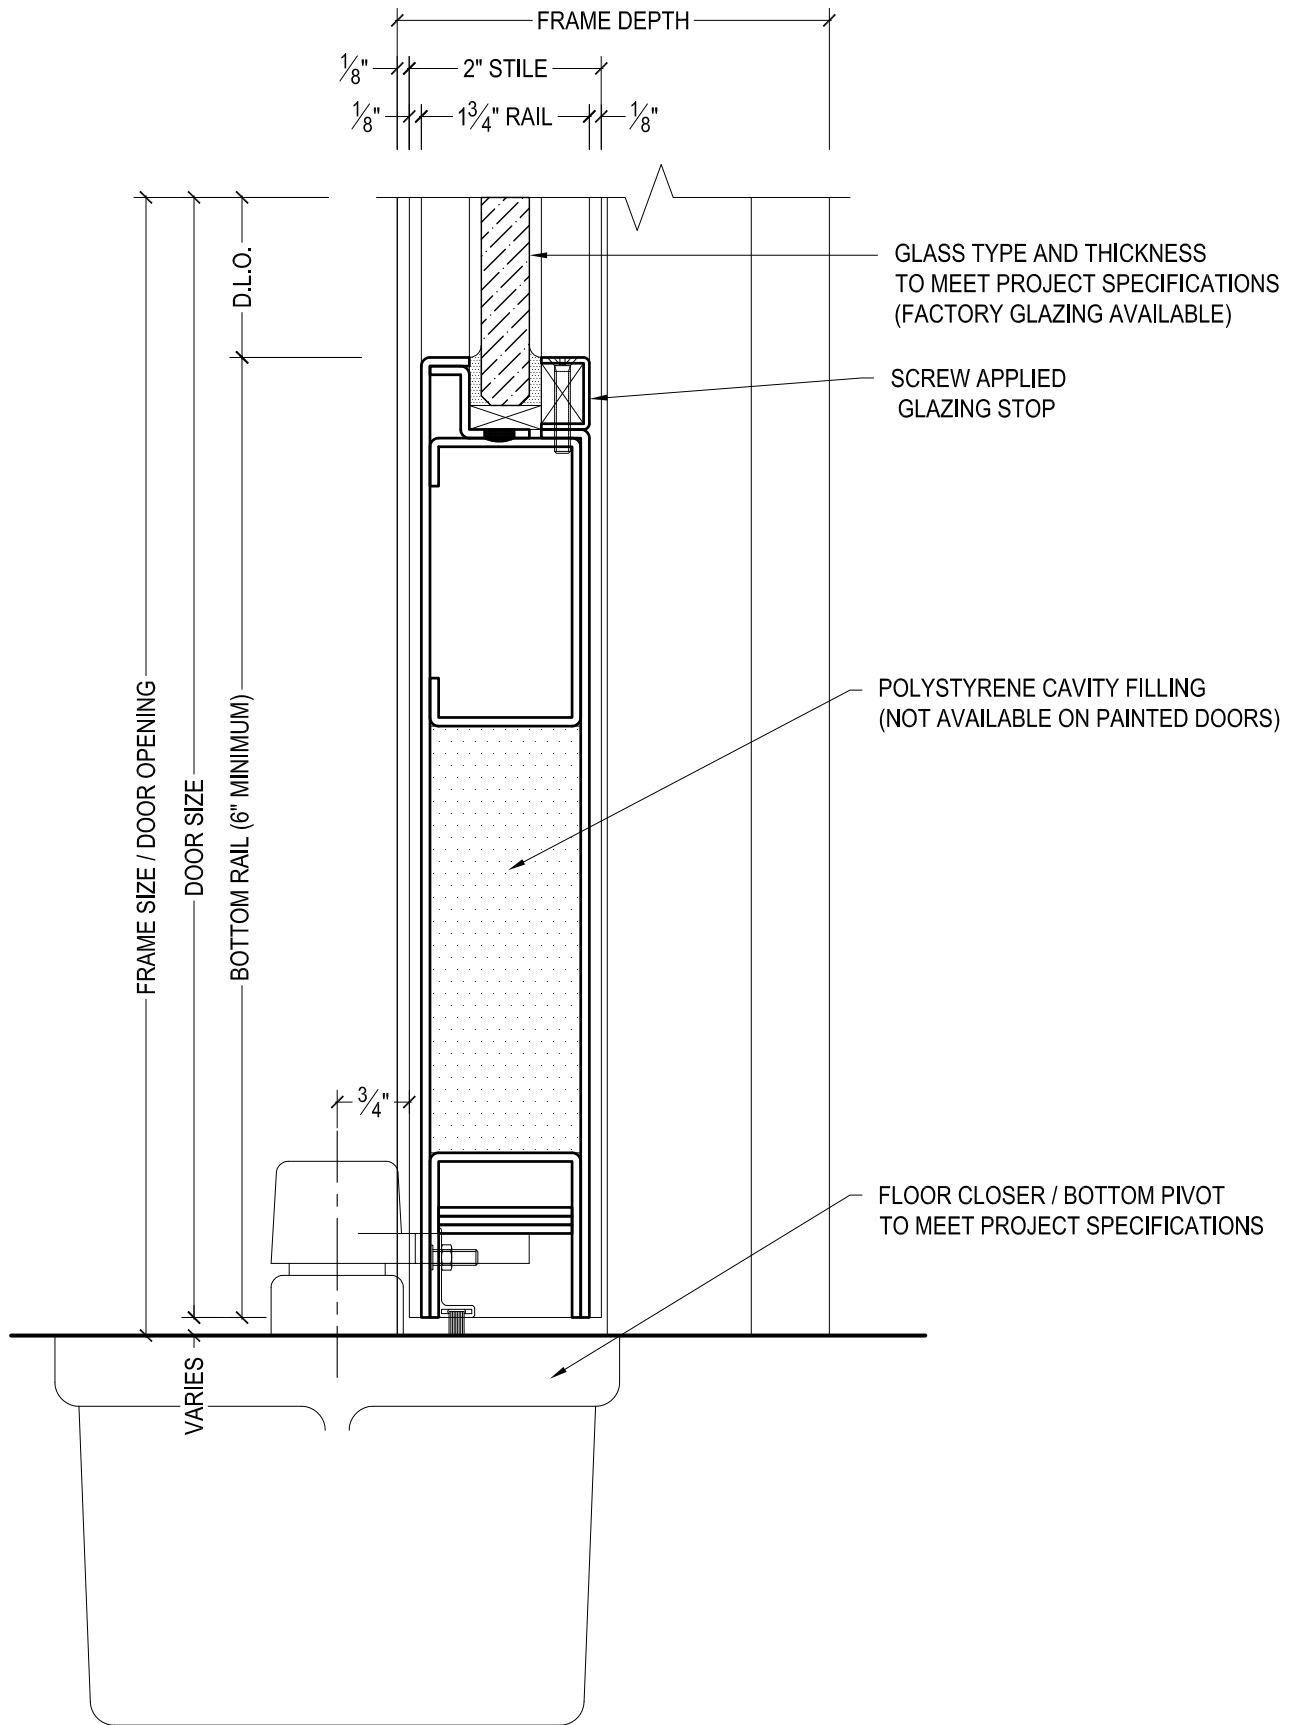 FRAME DEPTH
1/8" 2" STILE
1/8" 1 3/4" RAIL 1/8"
D.L.O.
GLASS TYPE AND THICKNESS
TO MEET PROJECT SPECIFICATIONS
(FACTORY GLAZING AVAILABLE)
SCREW APPLIED
GLAZING STOP
FRAME SIZE / DOOR OPENING
DOOR SIZE
BOTTOM RAIL (6" MINIMUM)
POLYSTYRENE CAVITY FILLING
(NOT AVAILABLE ON PAINTED DOORS)
3/4"
FLOOR CLOSER / BOTTOM PIVOT
TO MEET PROJECT SPECIFICATIONS
VARIES